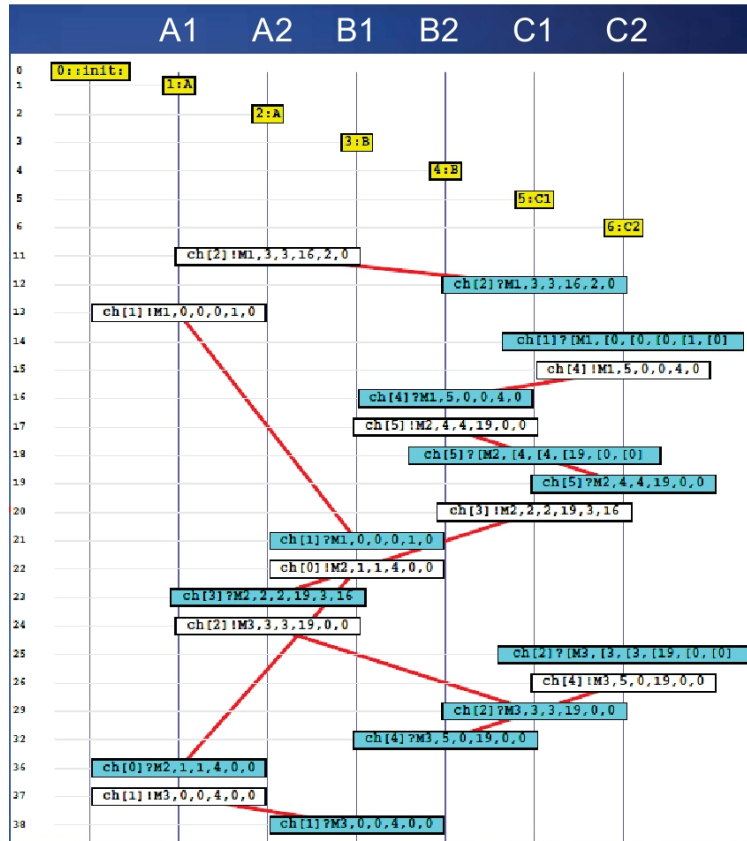 A1 A2 B1 B2 C1 C2
0 0::init:
1 1:A
2 2:A
3 3:B
4 4:B
5 5:C1
6 6:C2
11 ch[2]!M1,3,3,16,2,0
12 ch[2]?M1,3,3,16,2,0
13 ch[1]!M1,0,0,0,1,0
14 ch[1]?[M1,[0,[0,[0,[1,[0]
15 ch[4]!M1,5,0,0,4,0
16 ch[4]?M1,5,0,0,4,0
17 ch[5]!M2,4,4,19,0,0
18 ch[5]?[M2,[4,[4,[19,[0,[0]
19 ch[5]?M2,4,4,19,0,0
20 ch[3]!M2,2,2,19,3,16
21 ch[1]?M1,0,0,0,1,0
22 ch[0]!M2,1,1,4,0,0
23 ch[3]?M2,2,2,19,3,16
24 ch[2]!M3,3,3,19,0,0
25 ch[2]?[M3,[3,[3,[19,[0,[0]
26 ch[4]!M3,5,0,19,0,0
29 ch[2]?M3,3,3,19,0,0
32 ch[4]?M3,5,0,19,0,0
36 ch[0]?M2,1,1,4,0,0
37 ch[1]!M3,0,0,4,0,0
38 ch[1]?M3,0,0,4,0,0